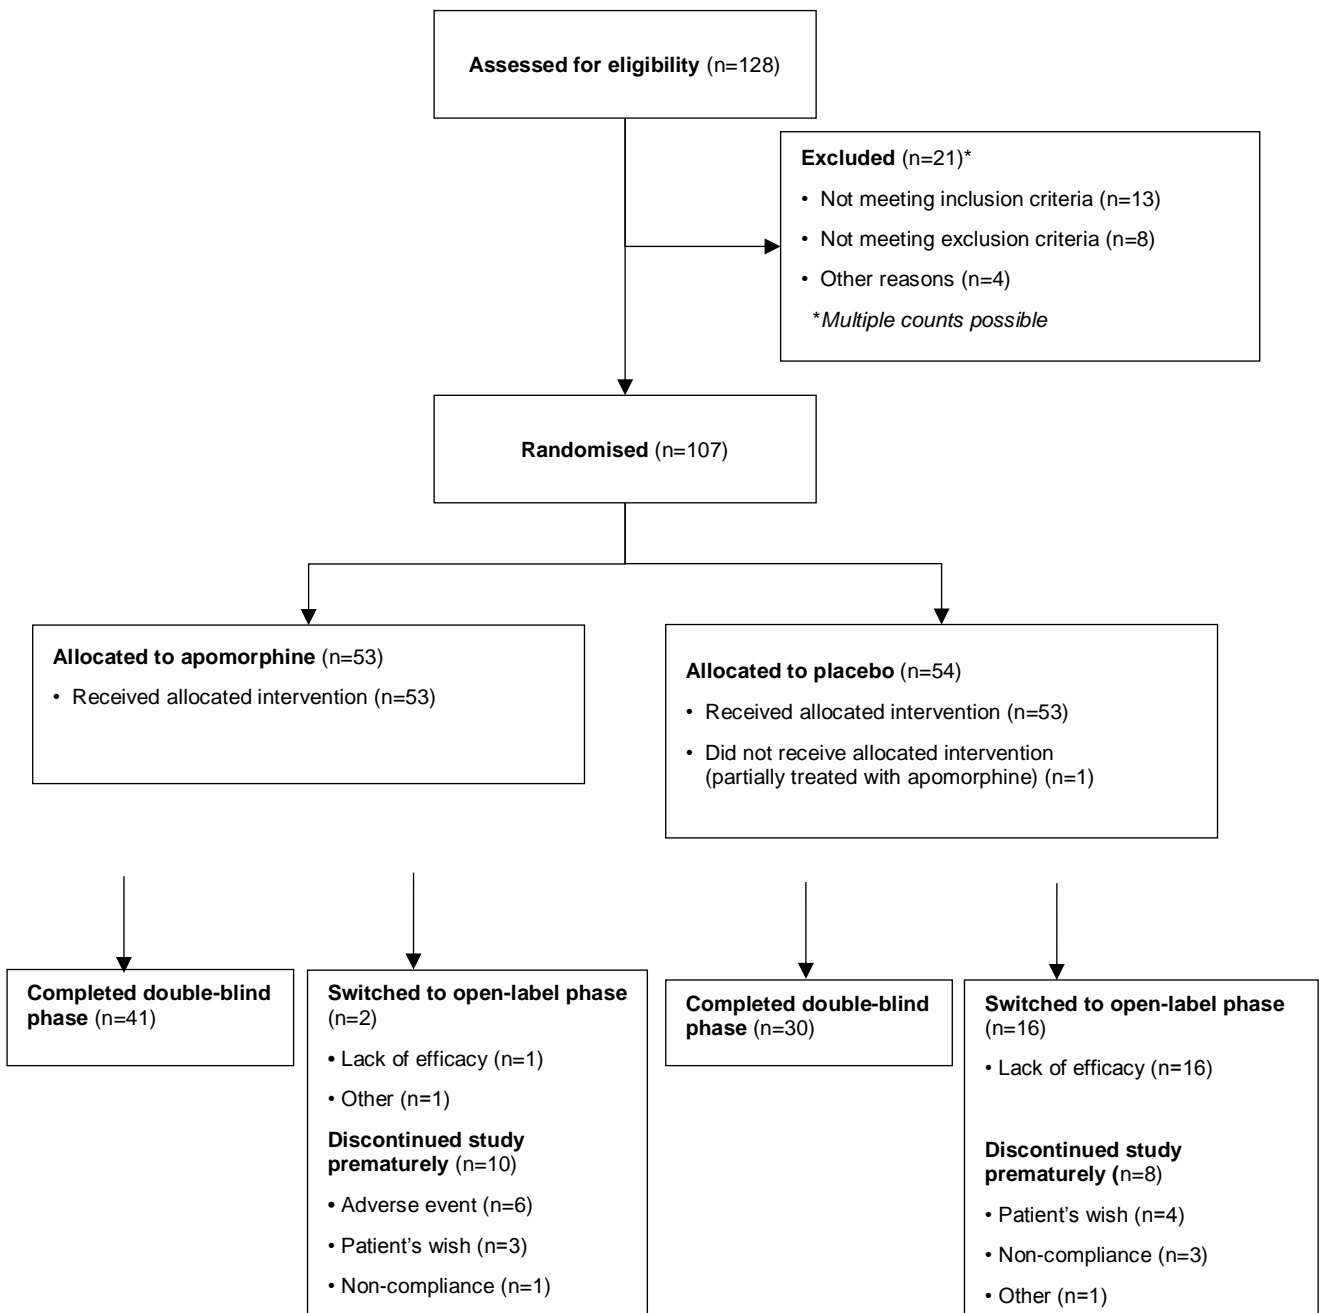 Assessed for eligibility (n=128)
Excluded (n=21)*
• Not meeting inclusion criteria (n=13)
• Not meeting exclusion criteria (n=8)
• Other reasons (n=4)
*Multiple counts possible
Randomised (n=107)
Allocated to apomorphine (n=53)
• Received allocated intervention (n=53)
Allocated to placebo (n=54)
• Received allocated intervention (n=53)
• Did not receive allocated intervention
(partially treated with apomorphine) (n=1)
Completed double-blind
phase (n=41)
Switched to open-label phase
(n=2)
• Lack of efficacy (n=1)
• Other (n=1)
Discontinued study
prematurely (n=10)
• Adverse event (n=6)
• Patient’s wish (n=3)
• Non-compliance (n=1)
Completed double-blind
phase (n=30)
Switched to open-label phase
(n=16)
• Lack of efficacy (n=16)
Discontinued study
prematurely (n=8)
• Patient’s wish (n=4)
• Non-compliance (n=3)
• Other (n=1)